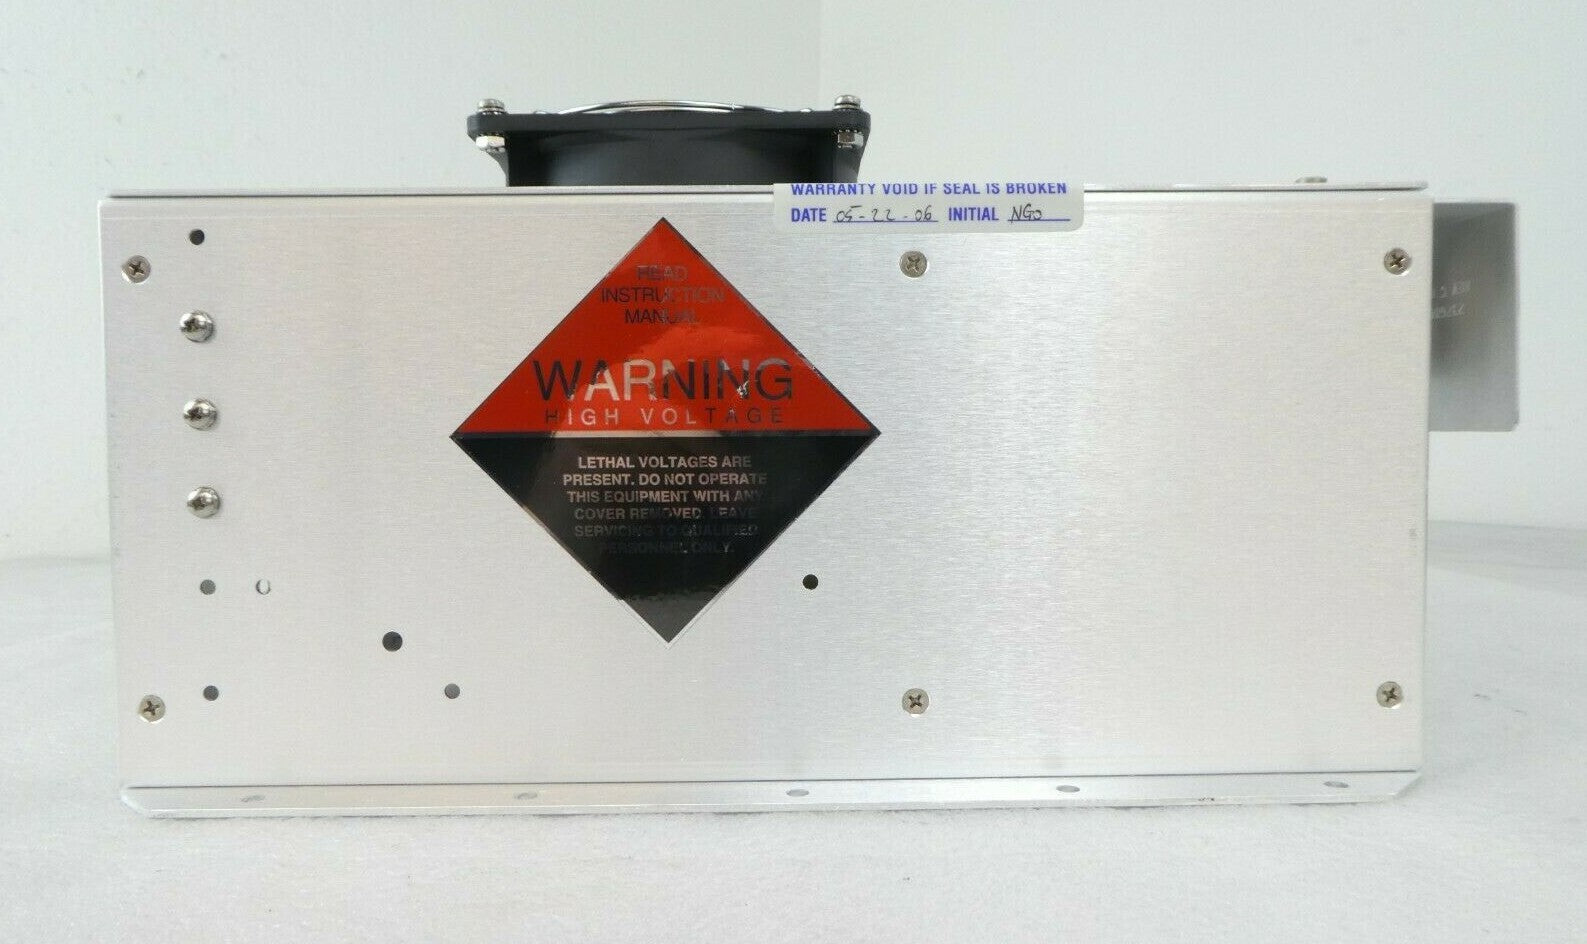 WARRANTY VOID IF SEAL IS BROKEN
DATE 05-22-06 INITIAL NGO
READ
INSTRUCTION
MANUAL
WARNING
HIGH VOLTAGE
LETHAL VOLTAGES ARE
PRESENT. DO NOT OPERATE
THIS EQUIPMENT WITH ANY
COVER REMOVED. LEAVE
SERVICING TO QUALIFIED
PERSONNEL ONLY.